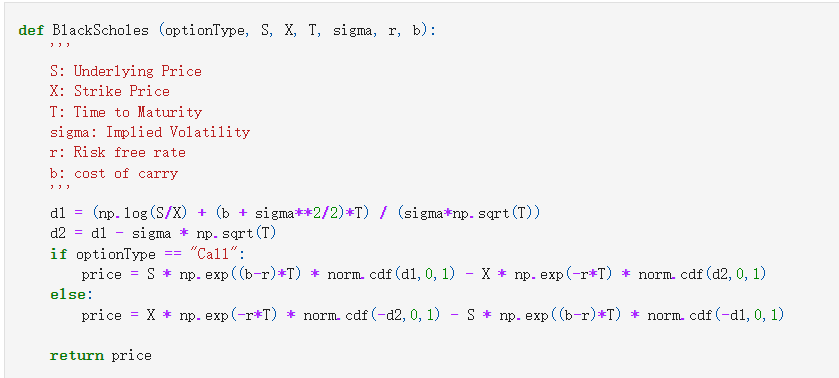 def BlackScholes (optionType, S, X, T, sigma, r, b):
    '''
    S: Underlying Price
    X: Strike Price
    T: Time to Maturity
    sigma: Implied Volatility
    r: Risk free rate
    b: cost of carry
    '''
    d1 = (np.log(S/X) + (b + sigma**2/2)*T) / (sigma*np.sqrt(T))
    d2 = d1 - sigma * np.sqrt(T)
    if optionType == "Call":
        price = S * np.exp((b-r)*T) * norm.cdf(d1,0,1) - X * np.exp(-r*T) * norm.cdf(d2,0,1)
    else:
        price = X * np.exp(-r*T) * norm.cdf(-d2,0,1) - S * np.exp((b-r)*T) * norm.cdf(-d1,0,1)
    return price